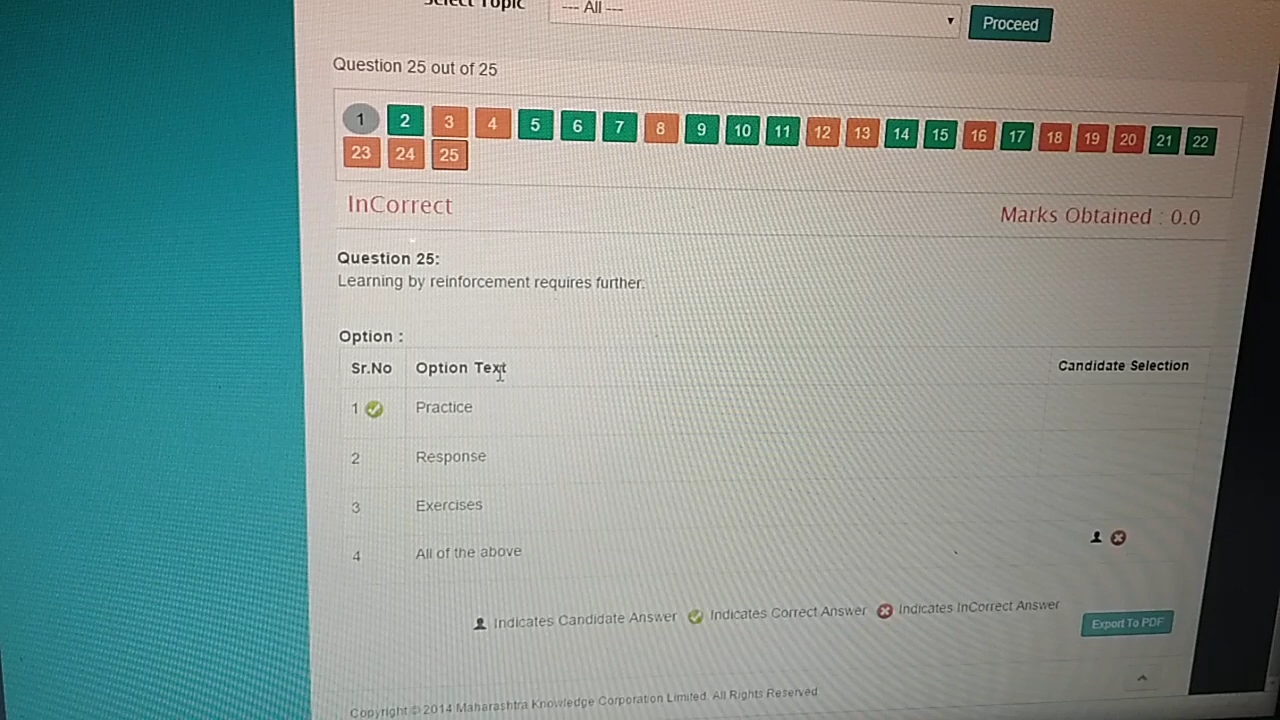 Select Topic --- All --- Proceed
Question 25 out of 25
1 2 3 4 5 6 7 8 9 10 11 12 13 14 15 16 17 18 19 20 21 22
23 24 25
InCorrect Marks Obtained : 0.0
Question 25:
Learning by reinforcement requires further:
Option :
Sr.No Option Text Candidate Selection
1 Practice
2 Response
3 Exercises
4 All of the above
Indicates Candidate Answer Indicates Correct Answer Indicates InCorrect Answer
Export To PDF
Copyright © 2014 Maharashtra Knowledge Corporation Limited. All Rights Reserved